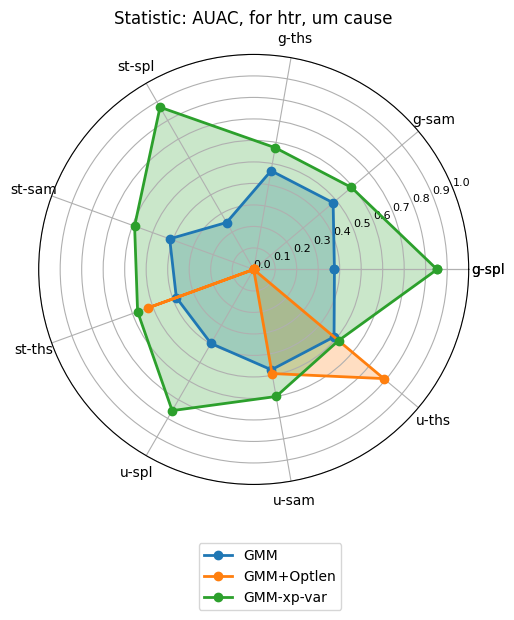 Statistic: AUAC, for htr, um cause
g-ths
st-spl
g-sam
st-sam
0.0 0.1 0.2 0.3 0.4 0.5 0.6 0.7 0.8 0.9 1.0
g-spl
st-ths
u-ths
u-spl
u-sam
GMM
GMM+Optlen
GMM-xp-var